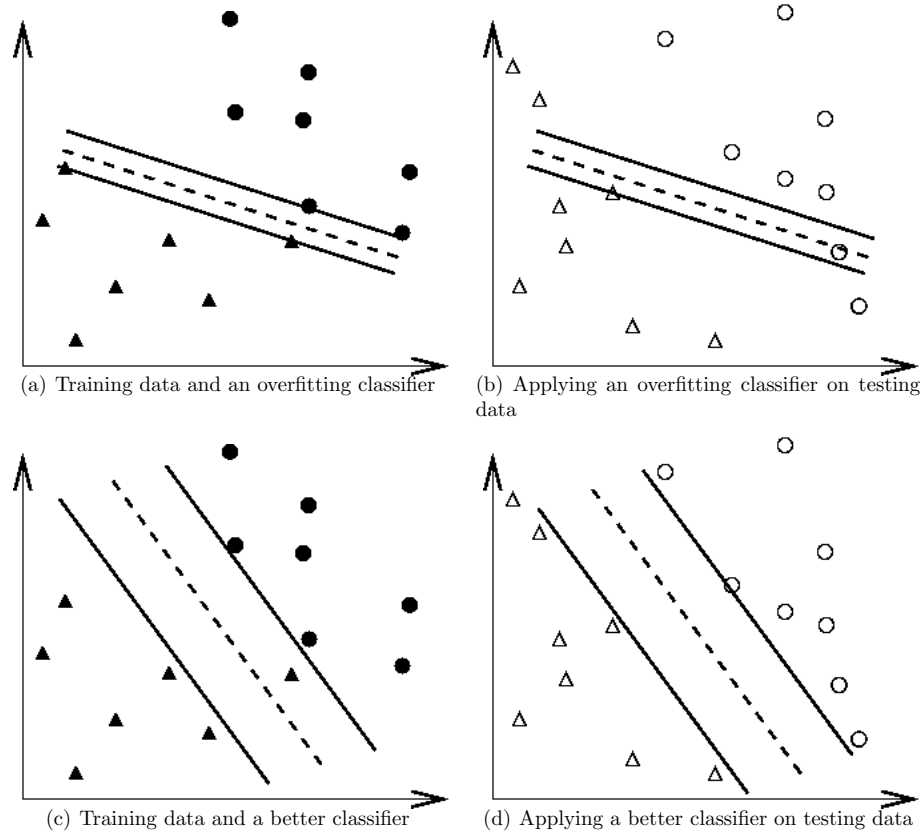 (a) Training data and an overfitting classifier
(b) Applying an overfitting classifier on testing
data
(c) Training data and a better classifier
(d) Applying a better classifier on testing data